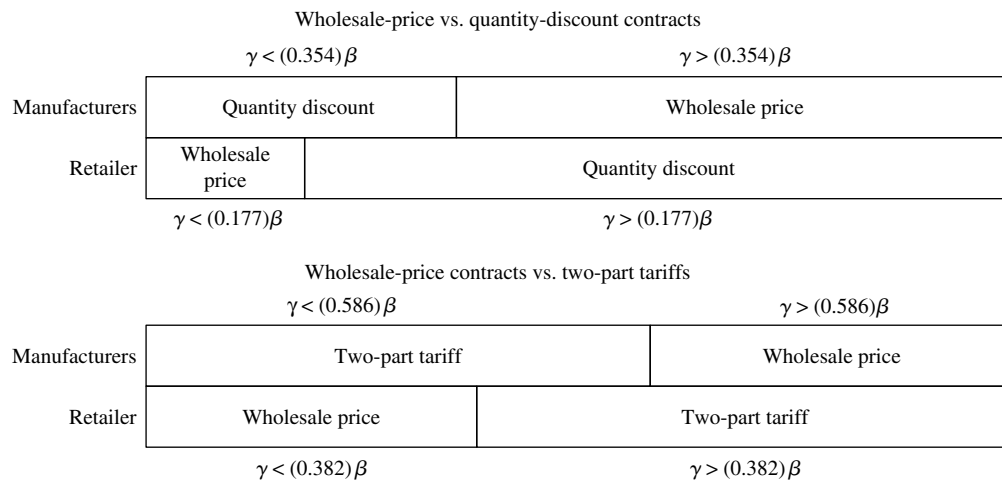 Wholesale-price vs. quantity-discount contracts
γ < (0.354)β γ > (0.354)β
Manufacturers Quantity discount Wholesale price
Retailer Wholesale
price Quantity discount
γ < (0.177)β γ > (0.177)β
Wholesale-price contracts vs. two-part tariffs
γ < (0.586)β γ > (0.586)β
Manufacturers Two-part tariff Wholesale price
Retailer Wholesale price Two-part tariff
γ < (0.382)β γ > (0.382)β